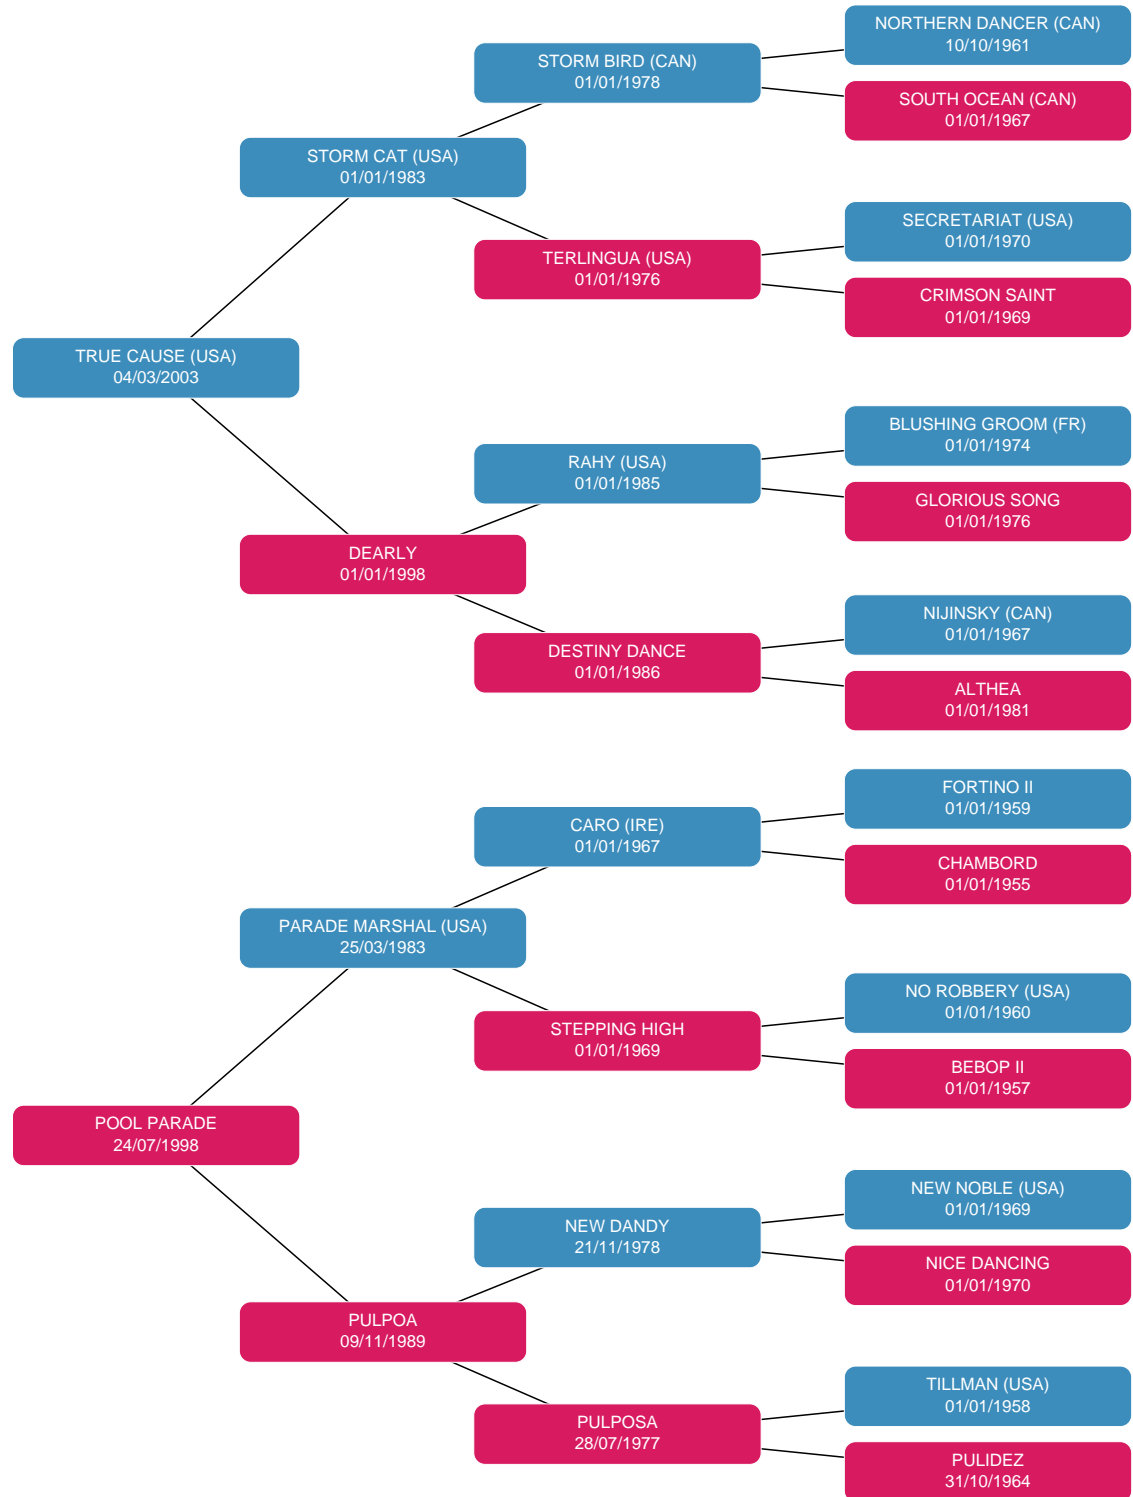 NORTHERN DANCER (CAN)
10/10/1961
STORM BIRD (CAN)
01/01/1978
SOUTH OCEAN (CAN)
01/01/1967
STORM CAT (USA)
01/01/1983
SECRETARIAT (USA)
01/01/1970
TERLINGUA (USA)
01/01/1976
CRIMSON SAINT
01/01/1969
TRUE CAUSE (USA)
04/03/2003
BLUSHING GROOM (FR)
01/01/1974
RAHY (USA)
01/01/1985
GLORIOUS SONG
01/01/1976
DEARLY
01/01/1998
NIJINSKY (CAN)
01/01/1967
DESTINY DANCE
01/01/1986
ALTHEA
01/01/1981
FORTINO II
01/01/1959
CARO (IRE)
01/01/1967
CHAMBORD
01/01/1955
PARADE MARSHAL (USA)
25/03/1983
NO ROBBERY (USA)
01/01/1960
STEPPING HIGH
01/01/1969
BEBOP II
01/01/1957
POOL PARADE
24/07/1998
NEW NOBLE (USA)
01/01/1969
NEW DANDY
21/11/1978
NICE DANCING
01/01/1970
PULPOA
09/11/1989
TILLMAN (USA)
01/01/1958
PULPOSA
28/07/1977
PULIDEZ
31/10/1964